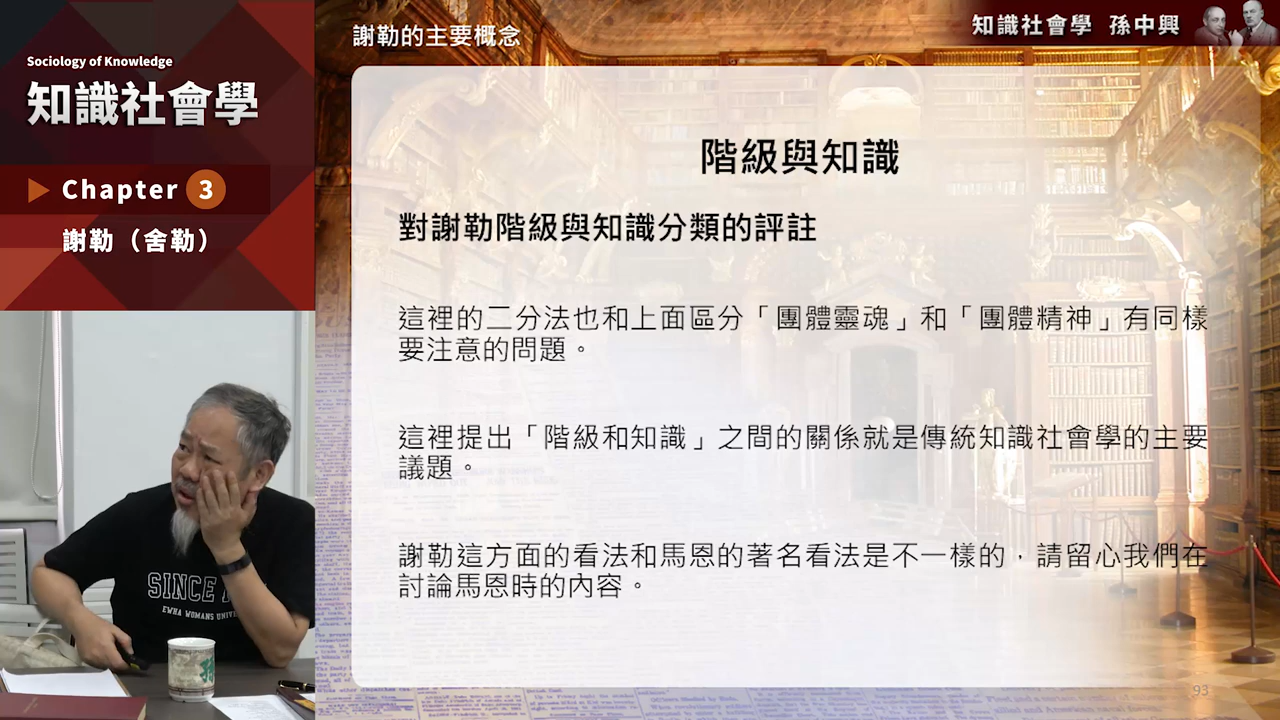 Sociology of Knowledge
知識社會學
Chapter 3
謝勒（舍勒）
謝勒的主要概念
知識社會學 孫中興
階級與知識
對謝勒階級與知識分類的評註
這裡的二分法也和上面區分「團體靈魂」和「團體精神」有同樣
要注意的問題。
這裡提出「階級和知識」之間的關係就是傳統知識社會學的主要
議題。
謝勒這方面的看法和馬恩的著名看法是不一樣的，請留心我們在
討論馬恩時的內容。
93
SINCE
EWHA WOMANS UNIV